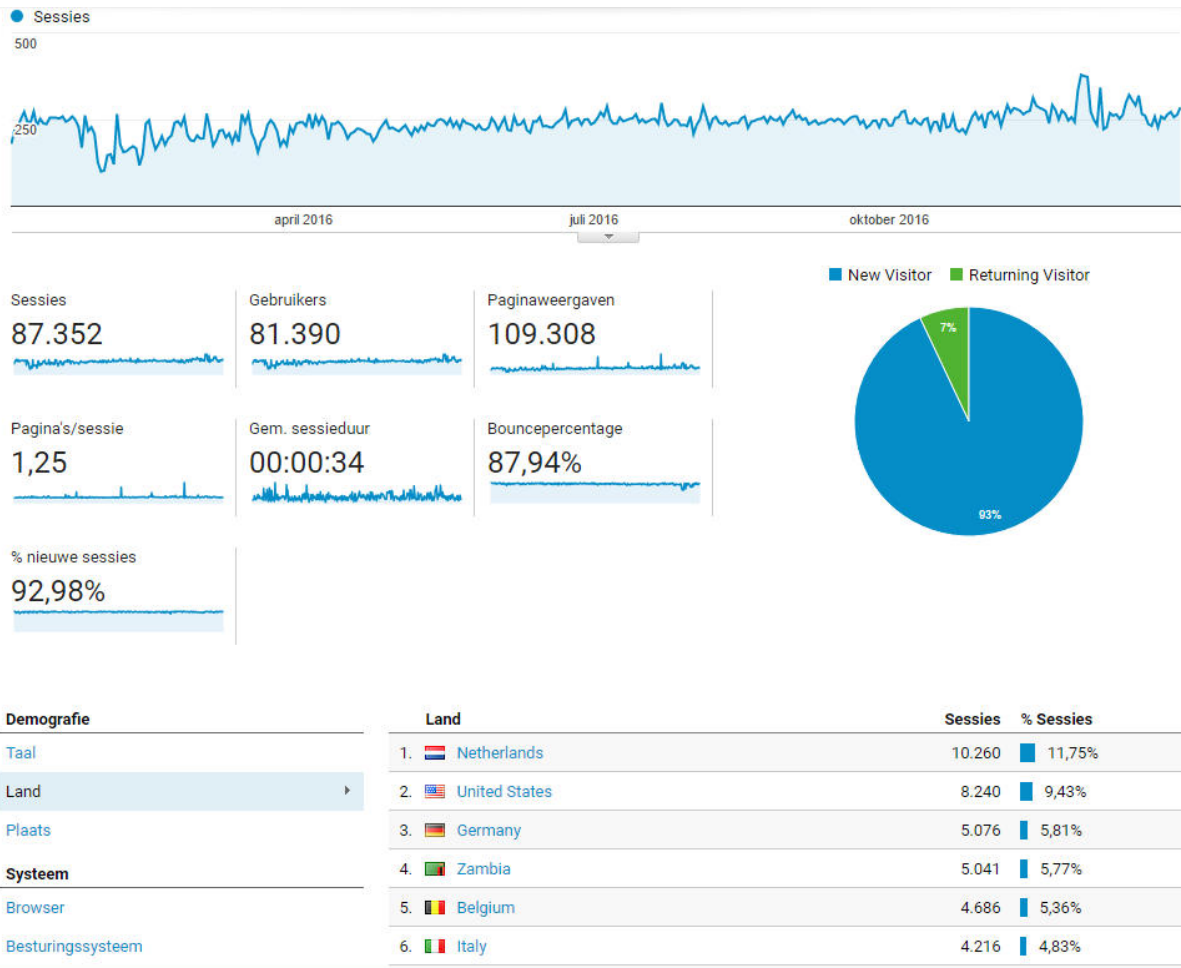 Sessies
500
250
april 2016 juli 2016 oktober 2016
New Visitor Returning Visitor
Sessies Gebruikers Paginaweergaven
87.352 81.390 109.308
7%
Pagina's/sessie Gem. sessieduur Bouncepercentage
1,25 00:00:34 87,94%
93%
% nieuwe sessies
92,98%
Demografie
Taal
Land
Plaats
Systeem
Browser
Besturingssysteem
Land Sessies % Sessies
1. Netherlands 10.260 11,75%
2. United States 8.240 9,43%
3. Germany 5.076 5,81%
4. Zambia 5.041 5,77%
5. Belgium 4.686 5,36%
6. Italy 4.216 4,83%